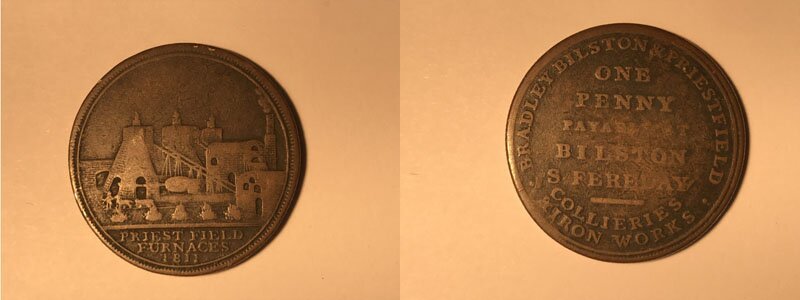 PRIEST FIELD
FURNACES
1811
BRADLEY BILSTON & PRIESTFIELD
ONE
PENNY
PAYABLE AT
BILSTON
S. FEREDAY
COLLIERIES
& IRON WORKS